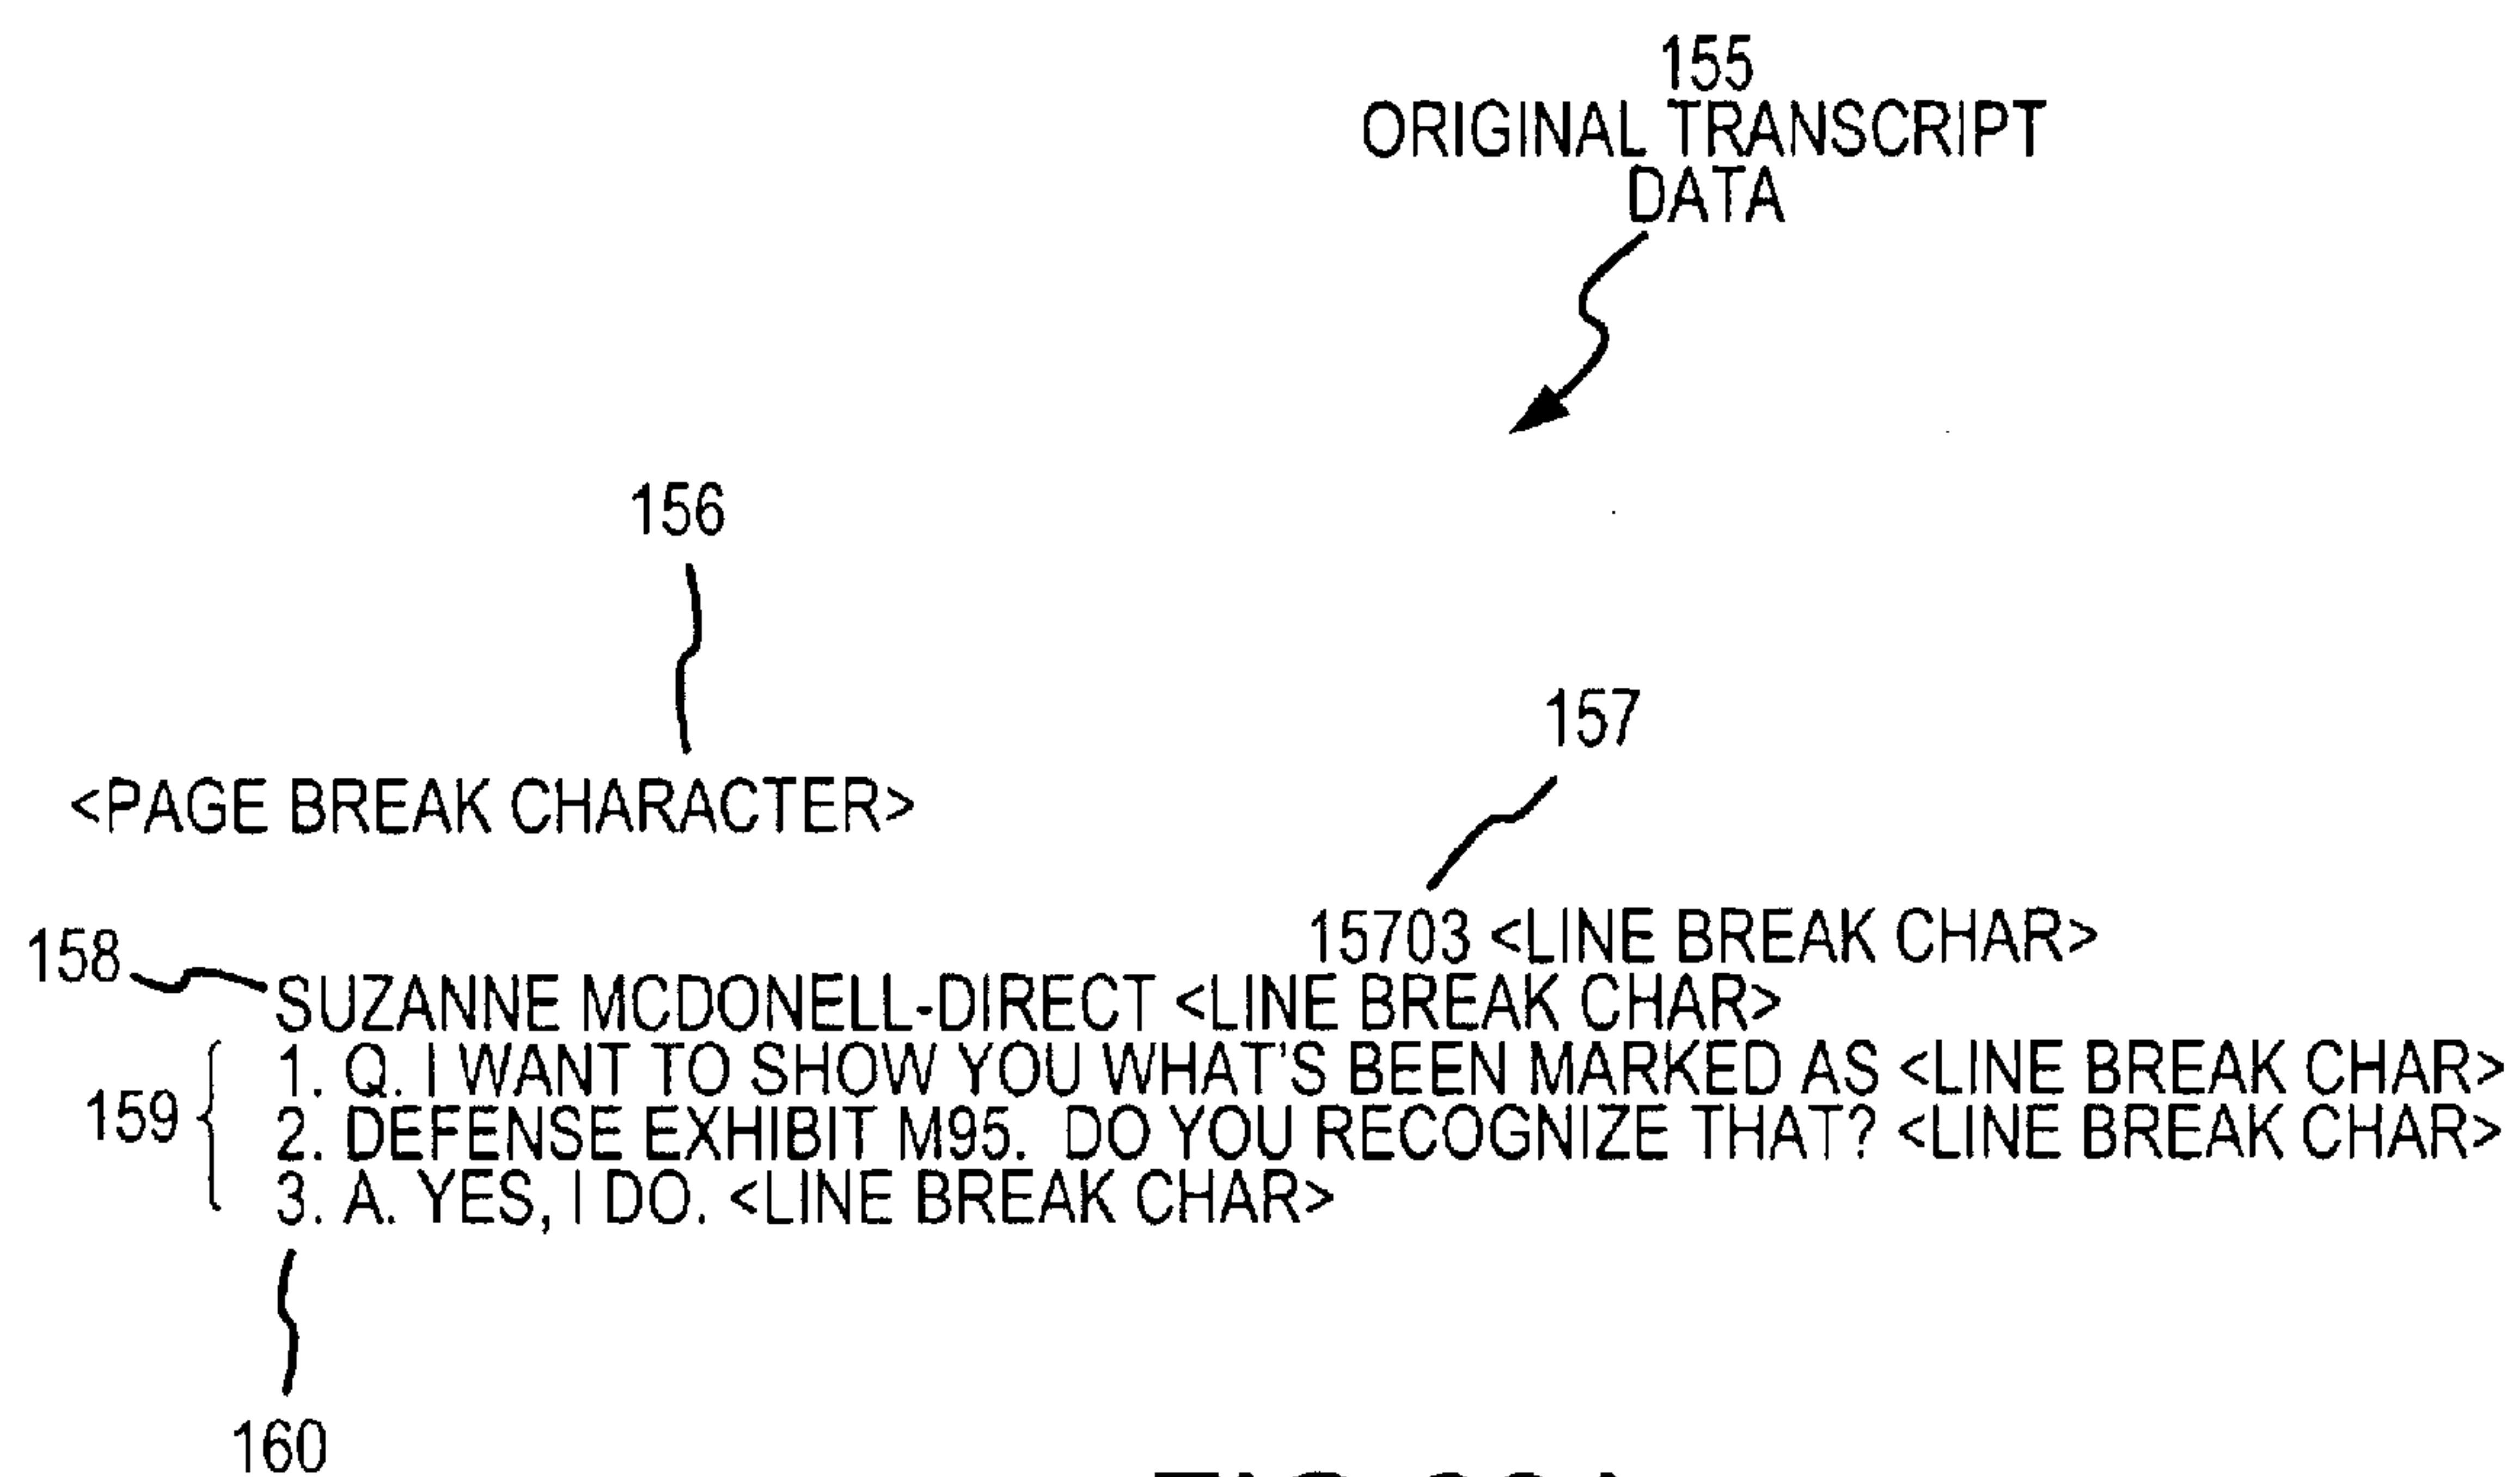 155
ORIGINAL TRANSCRIPT
DATA
156
157
<PAGE BREAK CHARACTER>
15703 <LINE BREAK CHAR>
158
SUZANNE MCDONELL-DIRECT <LINE BREAK CHAR>
1. Q. I WANT TO SHOW YOU WHAT'S BEEN MARKED AS <LINE BREAK CHAR>
159
2. DEFENSE EXHIBIT M95. DO YOU RECOGNIZE THAT? <LINE BREAK CHAR>
3. A. YES, I DO. <LINE BREAK CHAR>
160